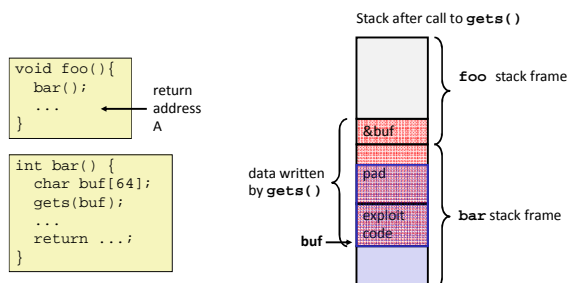 Stack after call to gets()
void foo(){
bar();
...
}
return
address
A
int bar() {
char buf[64];
gets(buf);
...
return ...;
}
data written
by gets()
buf
&buf
pad
exploit
code
foo stack frame
bar stack frame